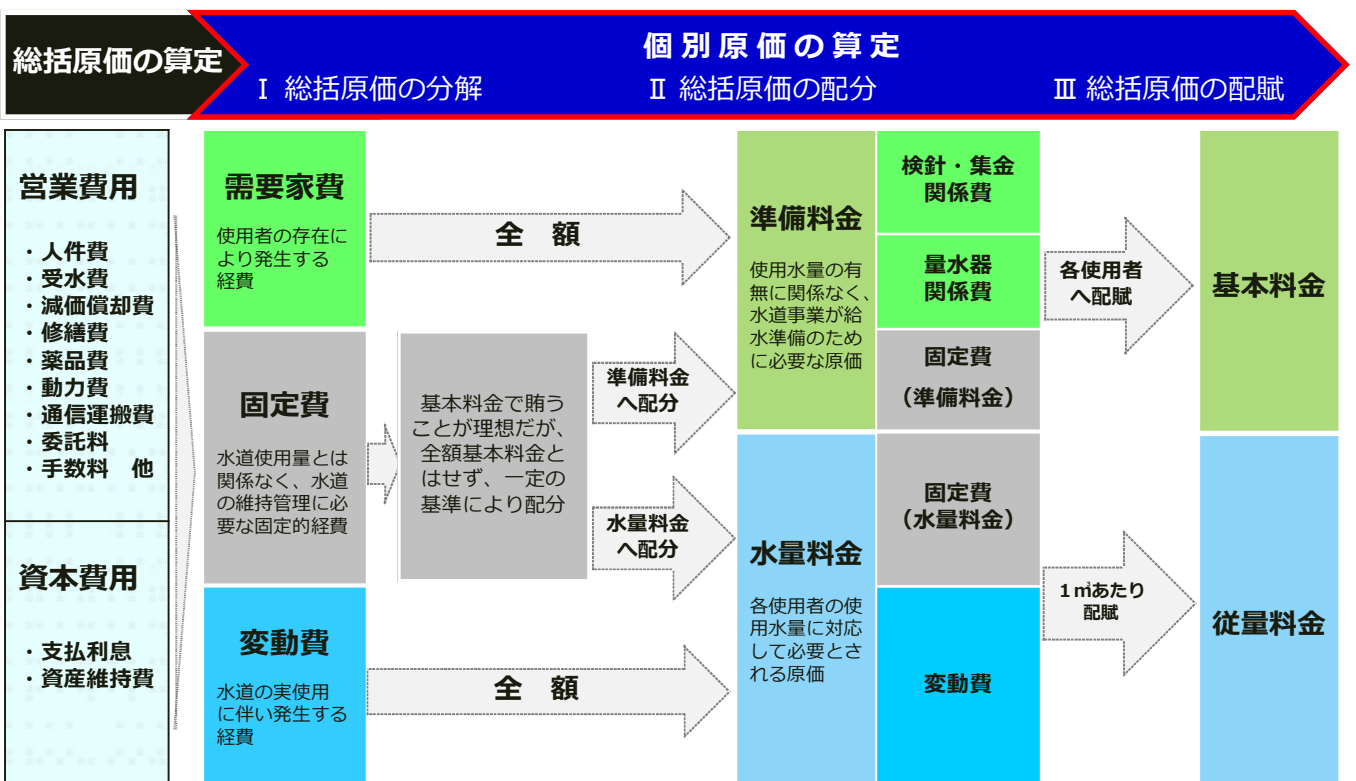 総括原価の算定
個別原価の算定
Ⅰ 総括原価の分解
Ⅱ 総括原価の配分
Ⅲ 総括原価の配賦
営業費用
・人件費
・受水費
・減価償却費
・修繕費
・薬品費
・動力費
・通信運搬費
・委託料
・手数料　他
資本費用
・支払利息
・資産維持費
需要家費
使用者の存在に
より発生する
経費
固定費
水道使用量とは
関係なく、水道
の維持管理に必
要な固定的経費
変動費
水道の実使用
に伴い発生する
経費
全　額
基本料金で賄う
ことが理想だが、
全額基本料金と
はせず、一定の
基準により配分
準備料金
へ配分
水量料金
へ配分
全　額
準備料金
使用水量の有
無に関係なく、
水道事業が給
水準備のため
に必要な原価
水量料金
各使用者の使
用水量に対応
して必要とさ
れる原価
検針・集金
関係費
量水器
関係費
固定費
（準備料金）
固定費
（水量料金）
変動費
各使用者
へ配賦
1㎥あたり
配賦
基本料金
従量料金